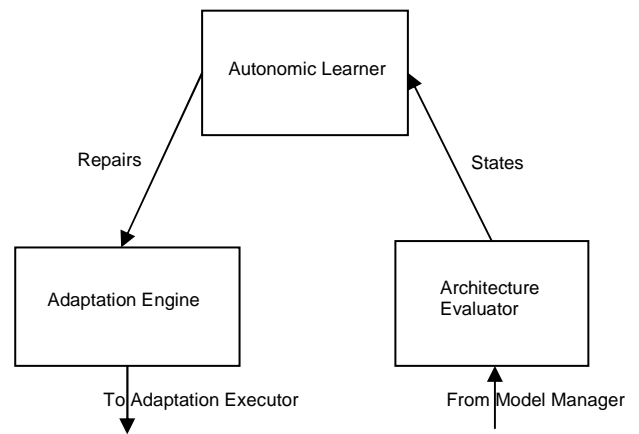 Autonomic Learner
Repairs
States
Adaptation Engine
Architecture
Evaluator
To Adaptation Executor
From Model Manager